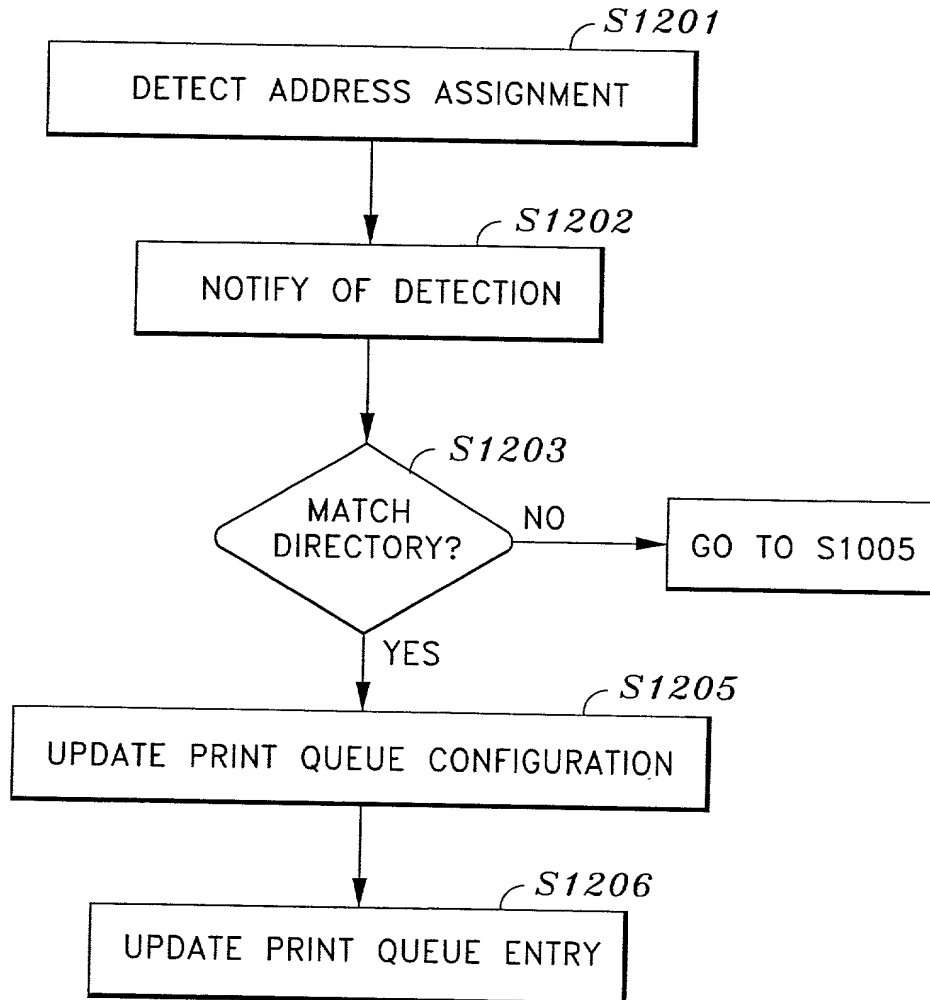 S1201
DETECT ADDRESS ASSIGNMENT
S1202
NOTIFY OF DETECTION
S1203
MATCH
DIRECTORY?
NO
GO TO S1005
YES
S1205
UPDATE PRINT QUEUE CONFIGURATION
S1206
UPDATE PRINT QUEUE ENTRY